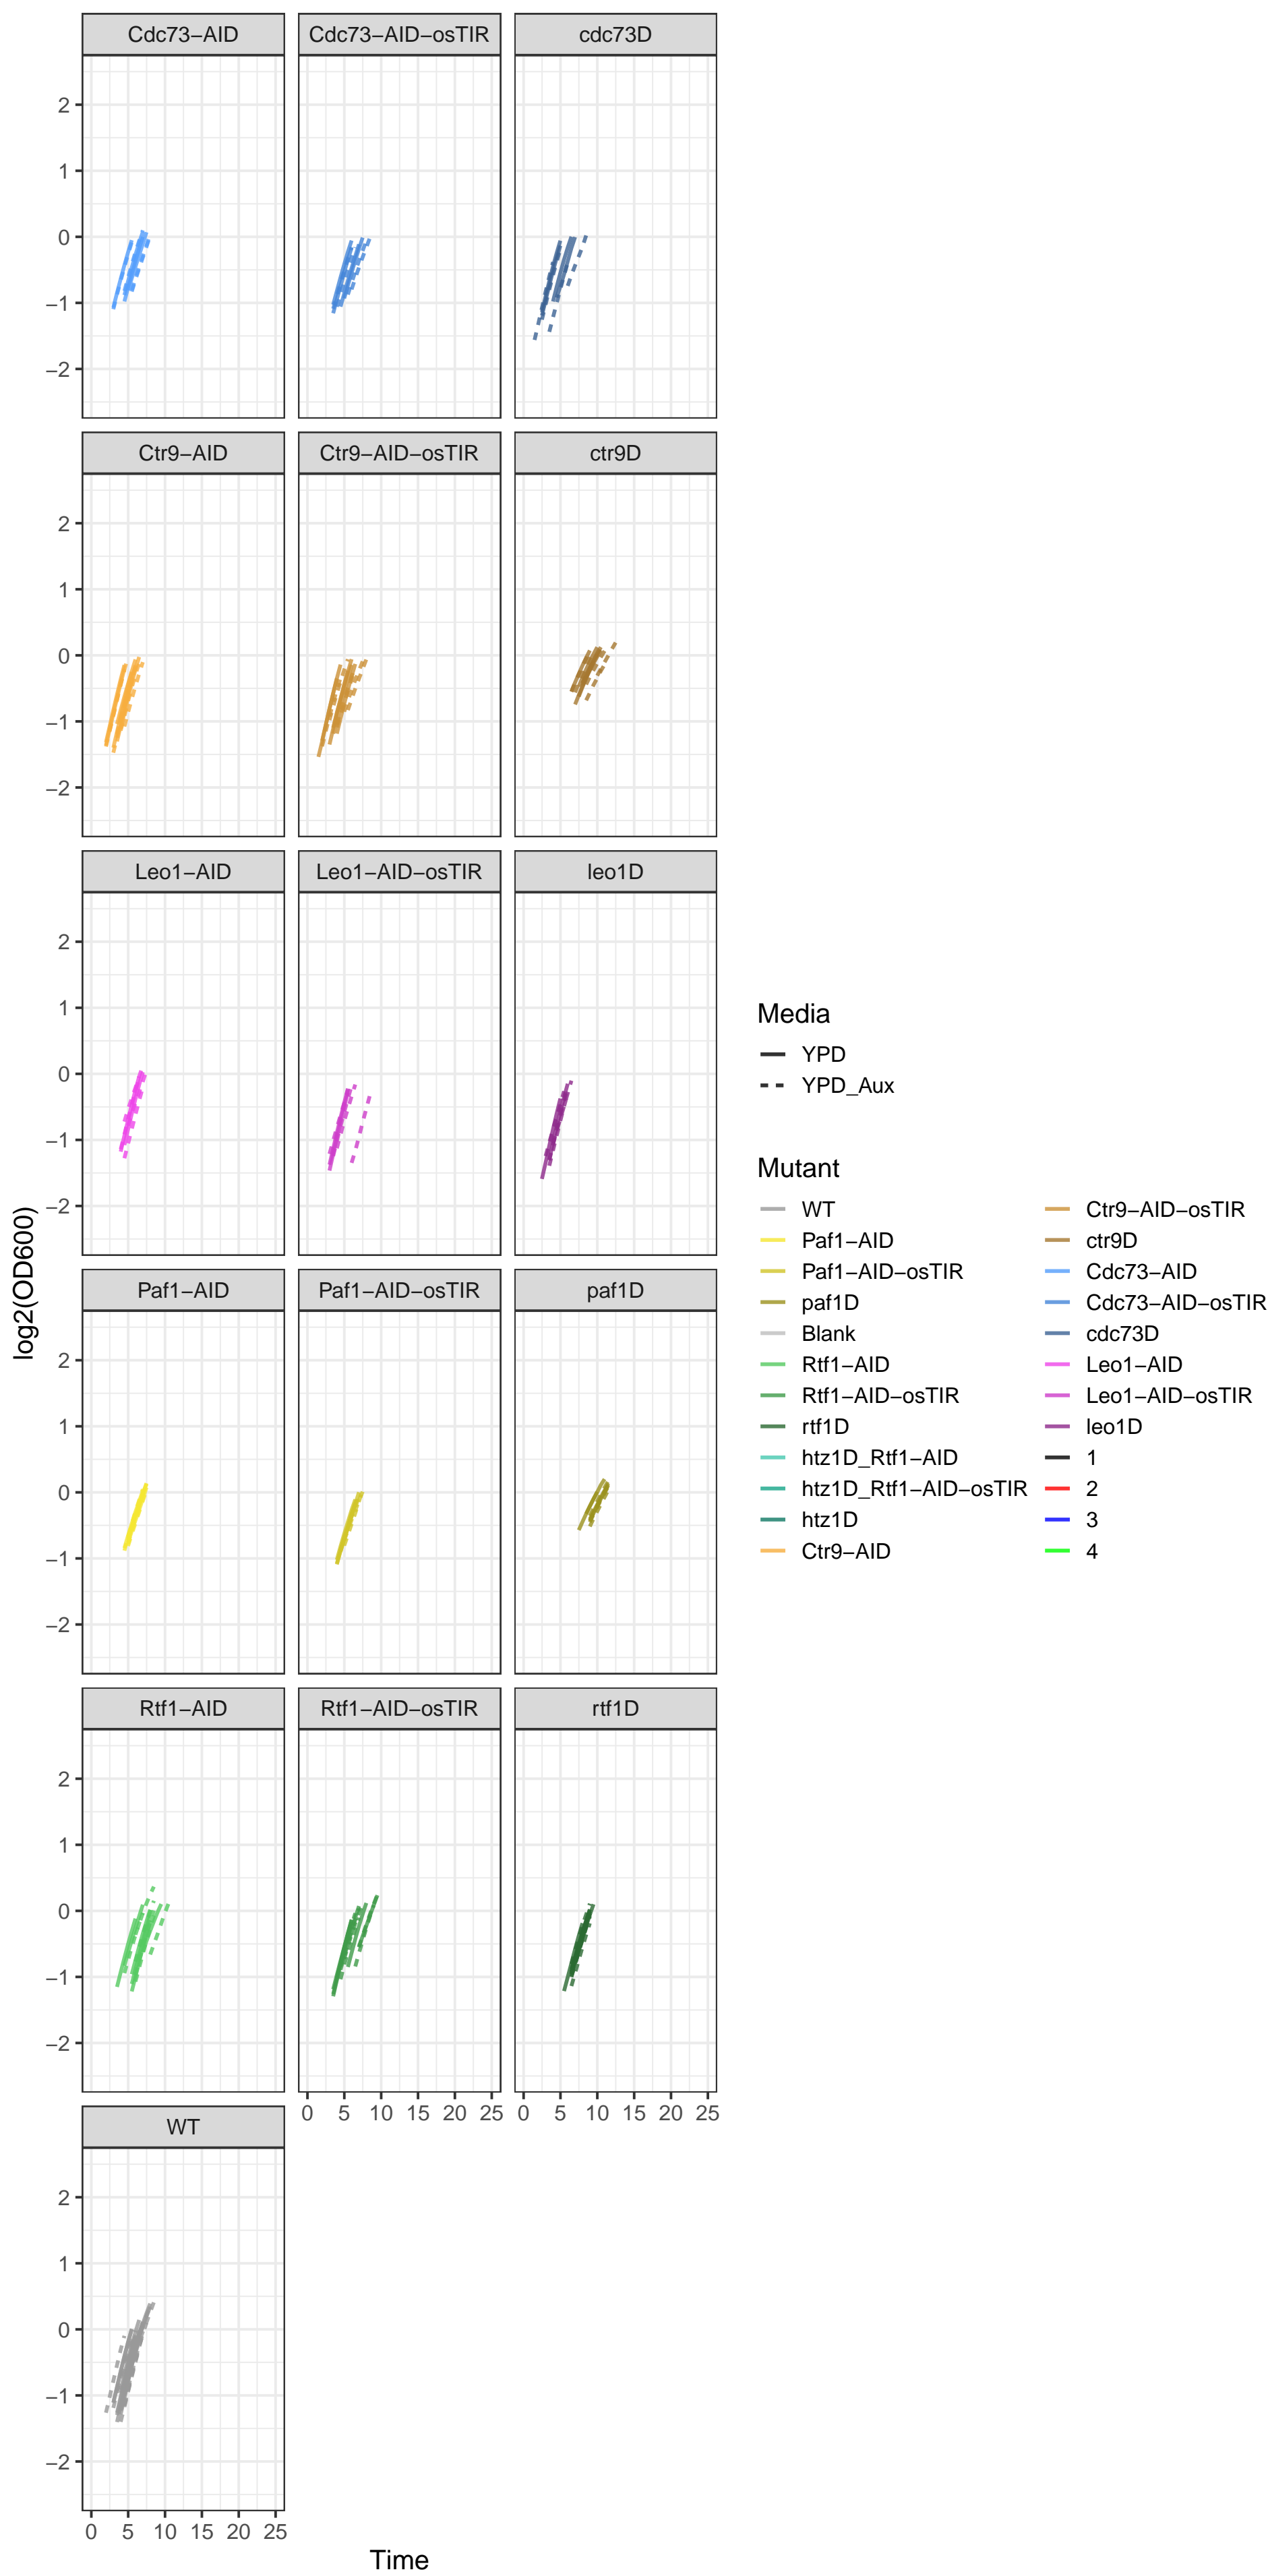 Cdc73−AID Cdc73−AID−osTIR cdc73D
2
1
0
−1
−2
Ctr9−AID Ctr9−AID−osTIR ctr9D
2
1
0
−1
−2
Leo1−AID Leo1−AID−osTIR leo1D
2
1
0
−1
−2
Paf1−AID Paf1−AID−osTIR paf1D
2
1
0
−1
−2
Rtf1−AID Rtf1−AID−osTIR rtf1D
2
1
0
−1
−2
0 5 10 15 20 25 0 5 10 15 20 25
WT
2
1
0
−1
−2
0 5 10 15 20 25
Time
log2(OD600)
Media
YPD
YPD_Aux
Mutant
WT
Paf1−AID
Paf1−AID−osTIR
paf1D
Blank
Rtf1−AID
Rtf1−AID−osTIR
rtf1D
htz1D_Rtf1−AID
htz1D_Rtf1−AID−osTIR
htz1D
Ctr9−AID
Ctr9−AID−osTIR
ctr9D
Cdc73−AID
Cdc73−AID−osTIR
cdc73D
Leo1−AID
Leo1−AID−osTIR
leo1D
1
2
3
4